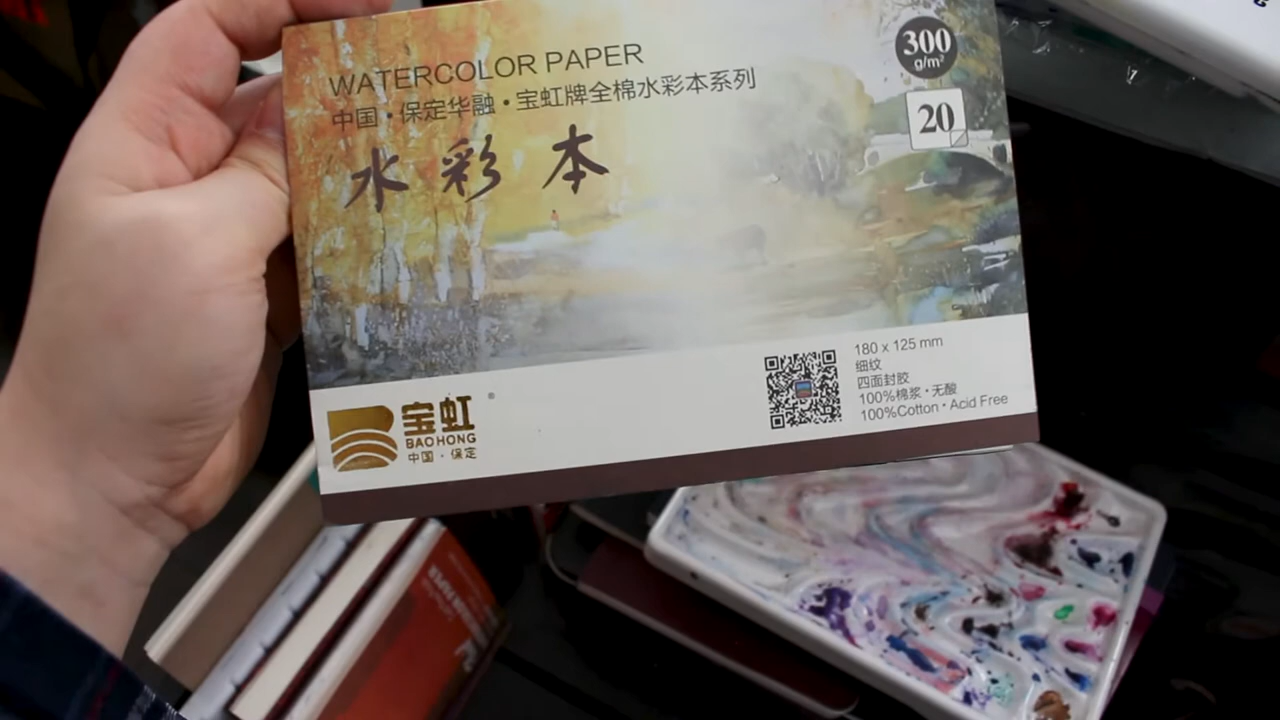 WATERCOLOR PAPER
中国•保定华融•宝虹牌全棉水彩本系列
水彩本
300
g/m²
20
180 x 125 mm
细纹
四面封胶
100%棉浆•无酸
100%Cotton•Acid Free
宝虹
®
BAOHONG
中国·保定